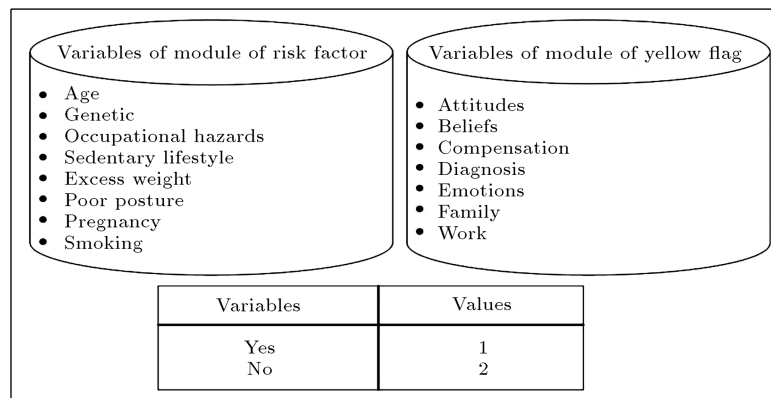 Variables of module of risk factor
• Age
• Genetic
• Occupational hazards
• Sedentary lifestyle
• Excess weight
• Poor posture
• Pregnancy
• Smoking
Variables of module of yellow flag
• Attitudes
• Beliefs
• Compensation
• Diagnosis
• Emotions
• Family
• Work
Variables Values
Yes 1
No 2